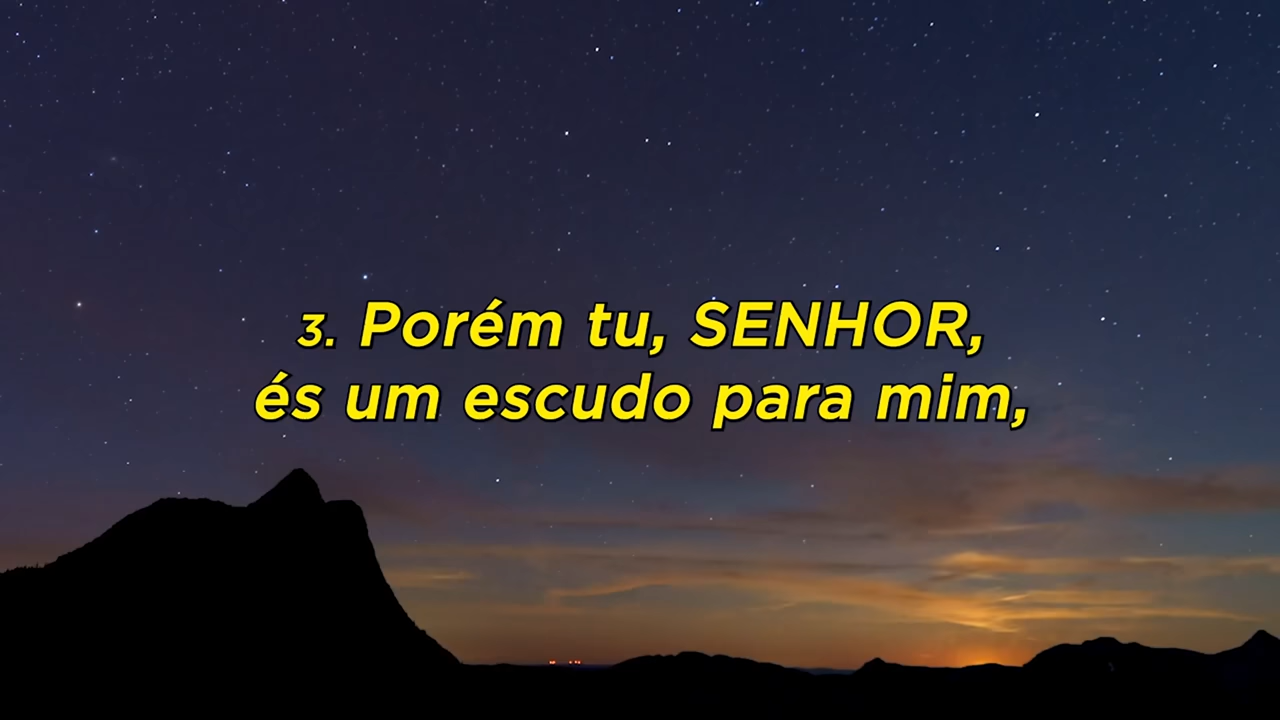 3. Porém tu, SENHOR,
és um escudo para mim,